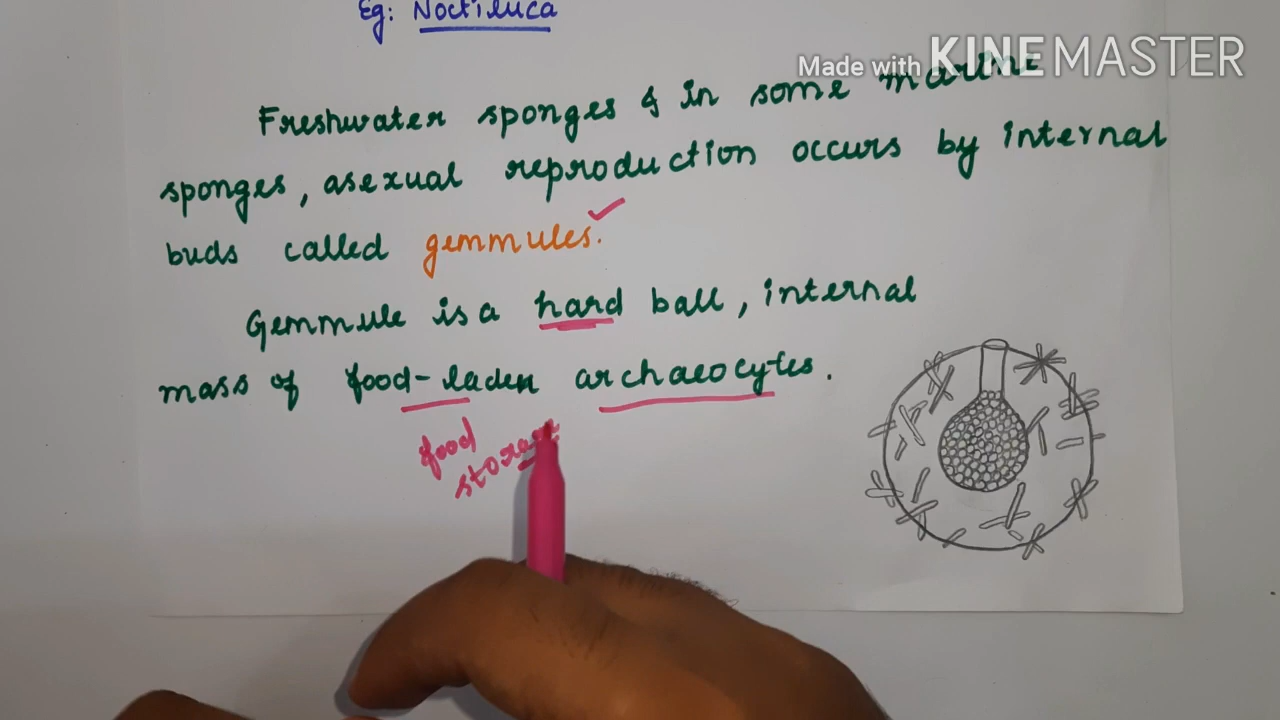 Eg: Noctiluca
Made with KINEMASTER
Freshwater sponges & in some marine
sponges, asexual reproduction occurs by internal
buds called gemmules.
Gemmule is a hard ball, internal
mass of food-laden archaeocytes.
food
storage